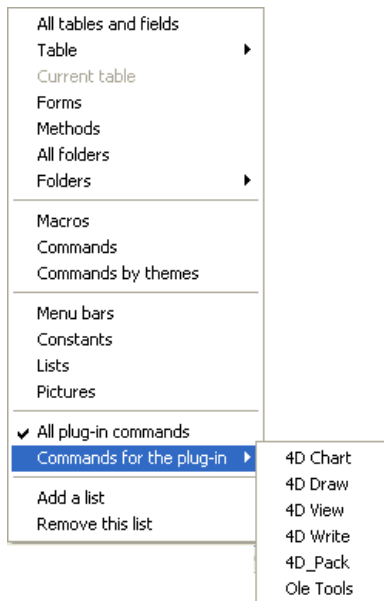 All tables and fields
Table
Current table
Forms
Methods
All folders
Folders
Macros
Commands
Commands by themes
Menu bars
Constants
Lists
Pictures
All plug-in commands
Commands for the plug-in
4D Chart
4D Draw
4D View
4D Write
4D_Pack
Ole Tools
Add a list
Remove this list